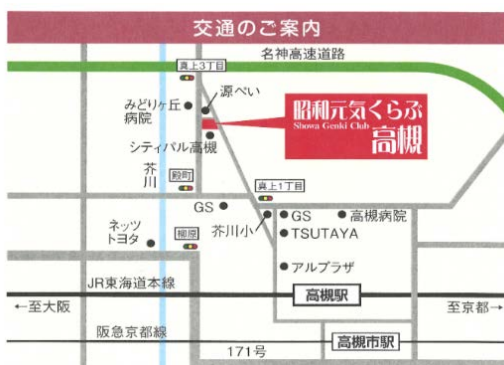 交通のご案内
名神高速道路
真上3丁目
源べい
みどりヶ丘
病院
昭和元気くらぶ
Showa Genki Club
高槻
シティパル高槻
芥川
殿町
真上1丁目
GS
芥川小
GS
高槻病院
ネッツ
トヨタ
柳原
TSUTAYA
アルプラザ
JR東海道本線
高槻駅
←至大阪
至京都→
阪急京都線
高槻市駅
171号